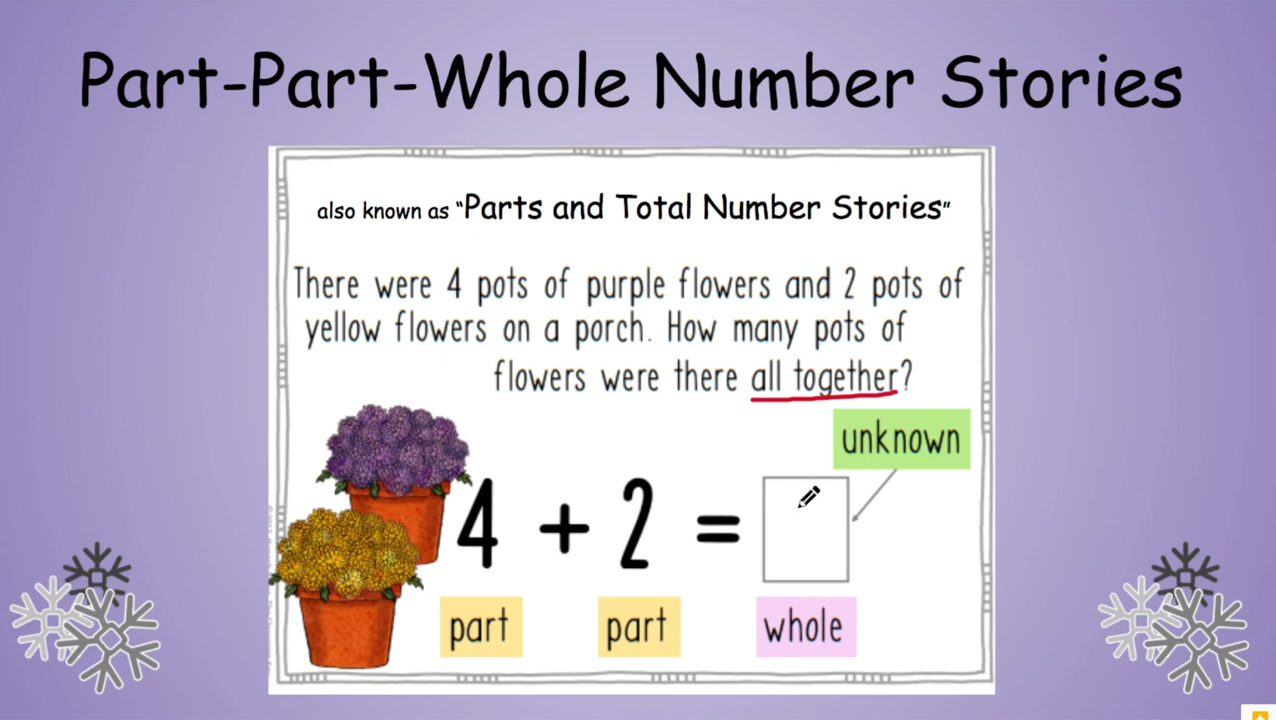 Part-Part-Whole Number Stories
also known as “Parts and Total Number Stories”
There were 4 pots of purple flowers and 2 pots of
yellow flowers on a porch. How many pots of
flowers were there all together?
unknown
4 + 2 =
part part whole